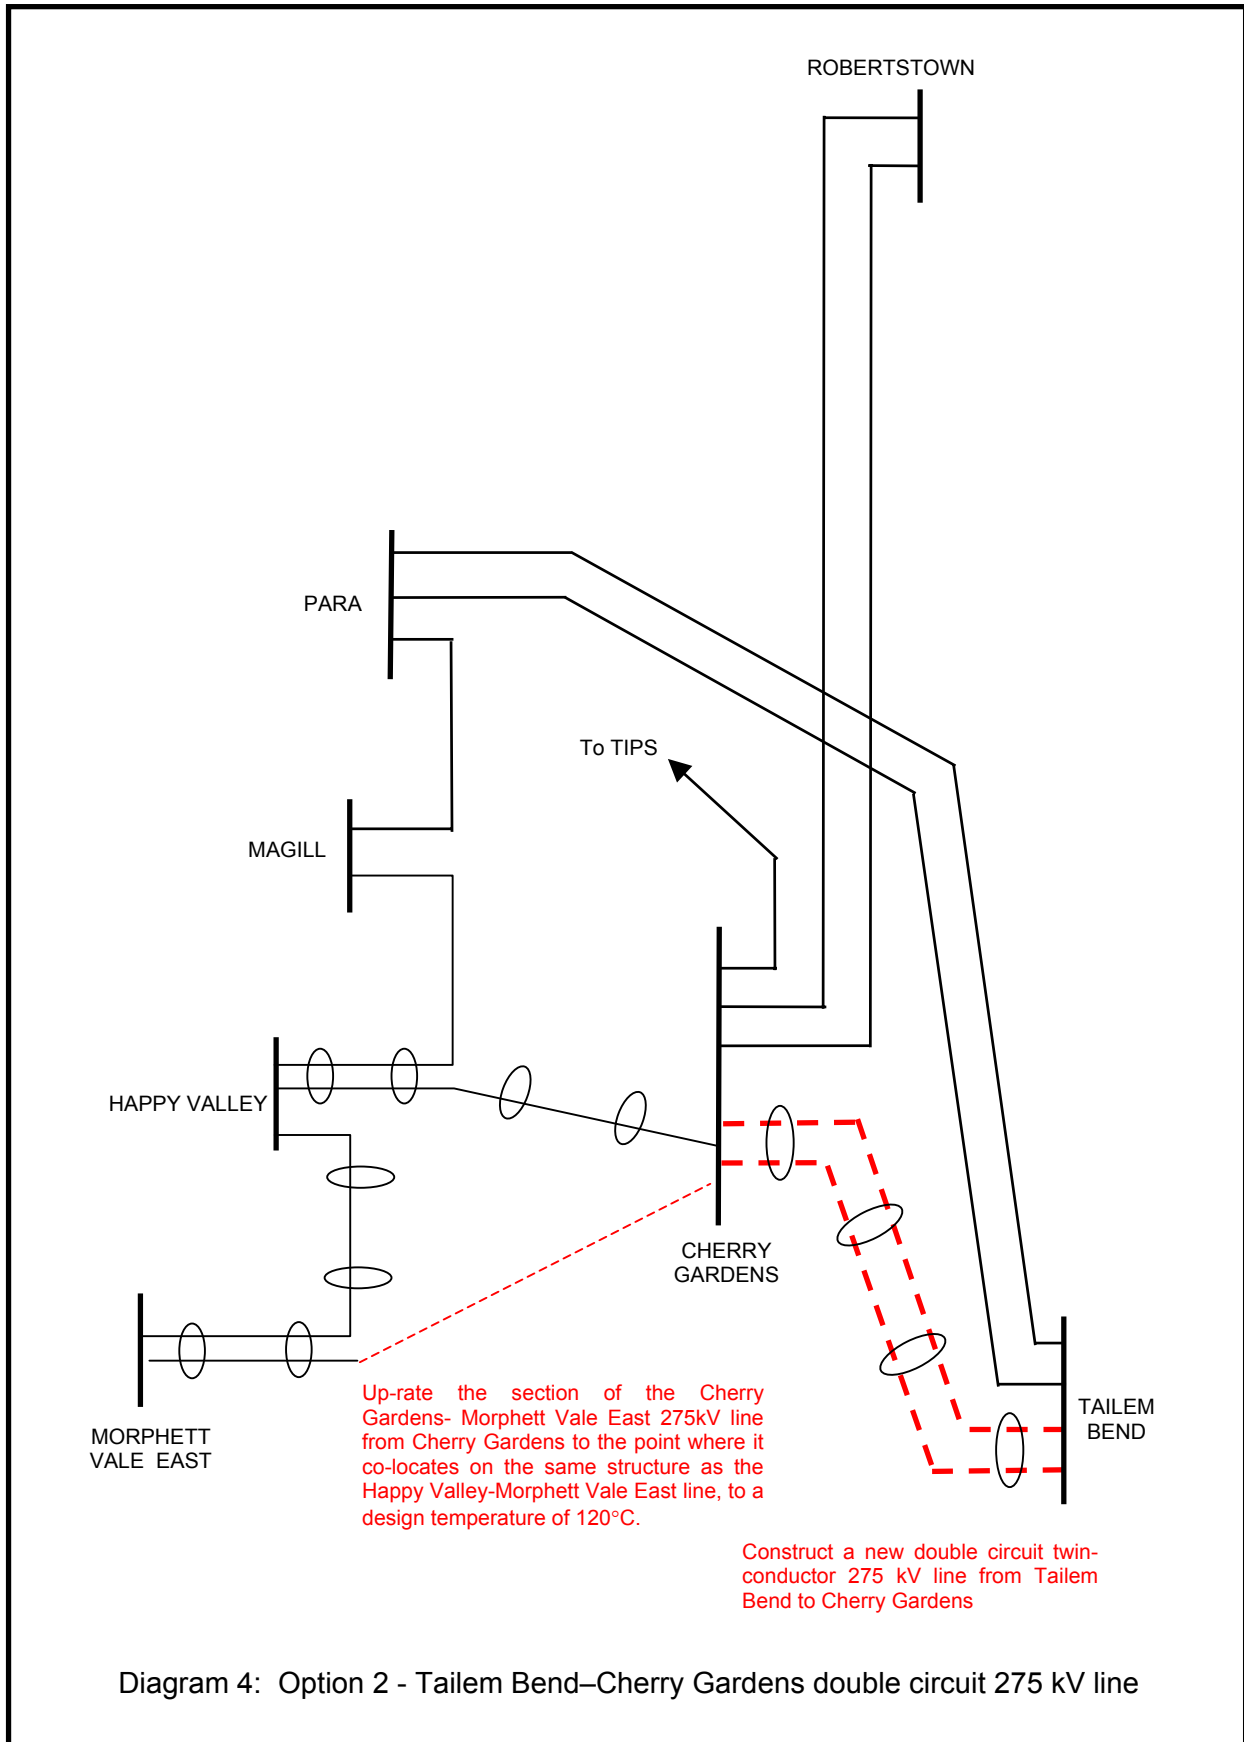 ROBERTSTOWN
PARA
To TIPS
MAGILL
HAPPY VALLEY
CHERRY
GARDENS
MORPHETT
VALE  EAST
TAILEM
BEND
Up-rate the section of the Cherry
Gardens- Morphett Vale East 275kV line
from Cherry Gardens to the point where it
co-locates on the same structure as the
Happy Valley-Morphett Vale East line, to a
design temperature of 120°C.
Construct a new double circuit twin-
conductor 275 kV line from Tailem
Bend to Cherry Gardens
Diagram 4:  Option 2 - Tailem Bend–Cherry Gardens double circuit 275 kV line